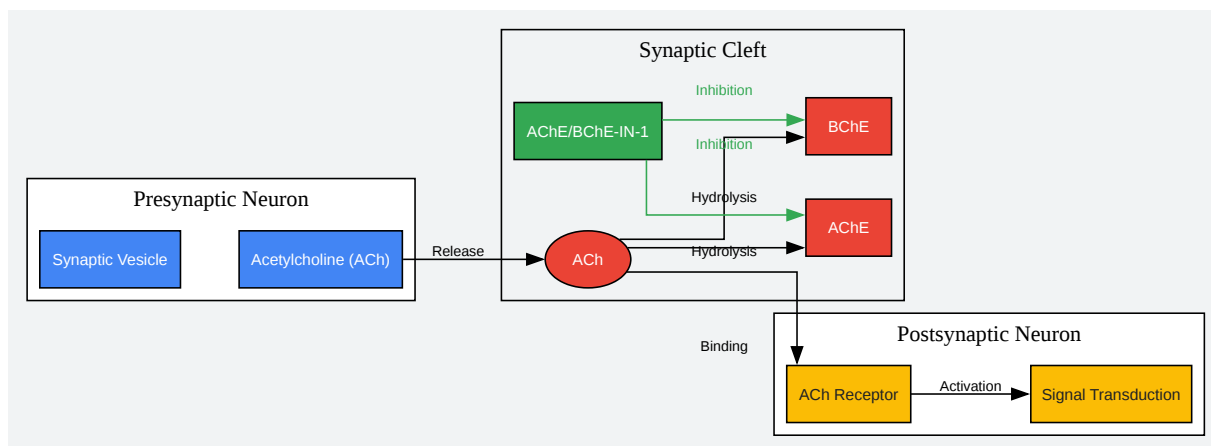 Synaptic Cleft
Inhibition
AChE/BChE-IN-1
BChE
Inhibition
Presynaptic Neuron
Hydrolysis
AChE
Synaptic Vesicle
Acetylcholine (ACh)
Release
ACh
Hydrolysis
Postsynaptic Neuron
Binding
ACh Receptor
Activation
Signal Transduction